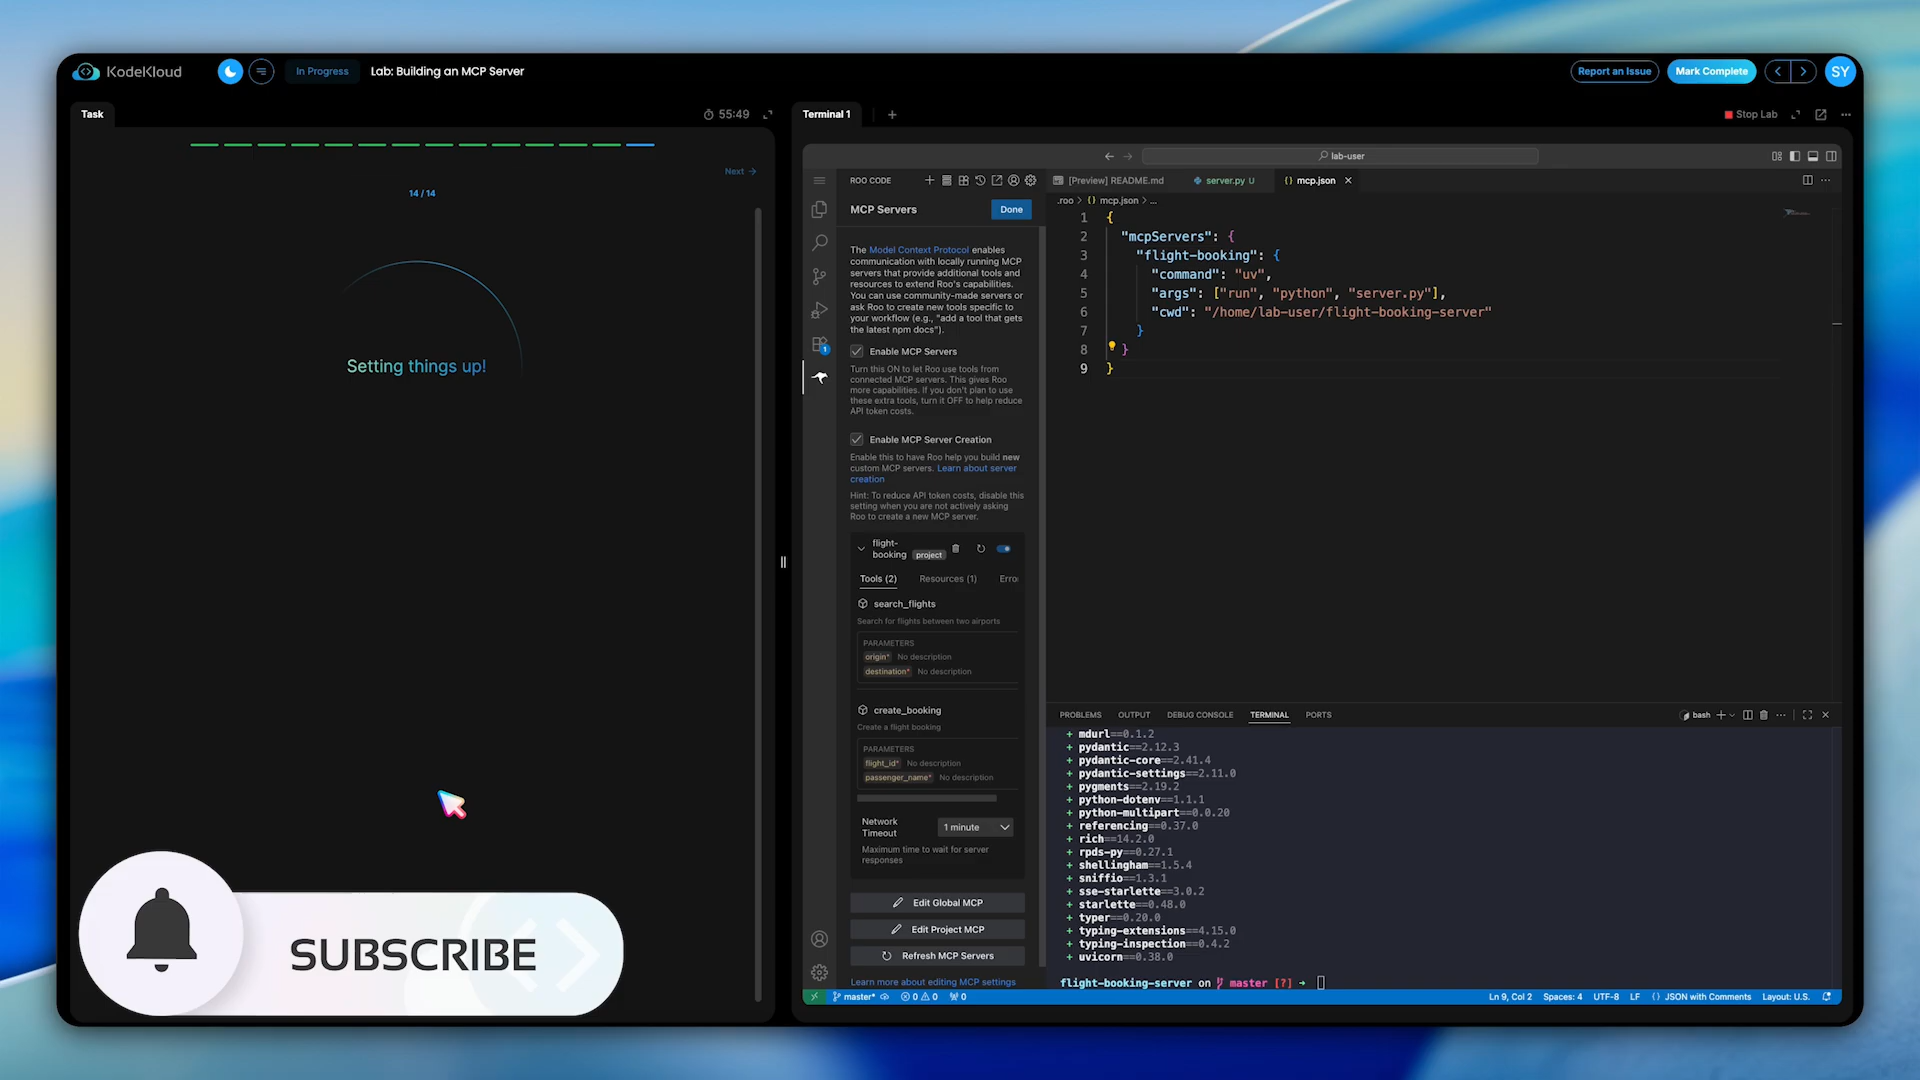 KodeKloud
In Progress
Lab: Building an MCP Server
Report an Issue
Mark Complete
SY
Task
55:49
Next
14 / 14
Setting things up!
SUBSCRIBE
Terminal 1
Stop Lab
lab-user
ROO CODE
MCP Servers
Done
The Model Context Protocol enables
communication with locally running MCP
servers that provide additional tools and
resources to extend Roo's capabilities.
You can use community-made servers or
ask Roo to create new tools specific to
your workflow (e.g., "add a tool that gets
the latest npm docs").
Enable MCP Servers
Turn this ON to let Roo use tools from
connected MCP servers. This gives Roo
more capabilities. If you don't plan to use
these extra tools, turn it OFF to help reduce
API token costs.
Enable MCP Server Creation
Enable this to have Roo help you build new
custom MCP servers. Learn about server
creation
Hint: To reduce API token costs, disable this
setting when you are not actively asking
Roo to create a new MCP server.
flight-
booking project
Tools (2) Resources (1) Erro
search_flights
Search for flights between two airports
PARAMETERS
origin* No description
destination* No description
create_booking
Create a flight booking
PARAMETERS
flight_id* No description
passenger_name* No description
Network
Timeout
1 minute
Maximum time to wait for server
responses
Edit Global MCP
Edit Project MCP
Refresh MCP Servers
Learn more about editing MCP settings
[Preview] README.md
server.py U
{} mcp.json
.roo > {} mcp.json > ...
1 {
2 "mcpServers": {
3 "flight-booking": {
4 "command": "uv",
5 "args": ["run", "python", "server.py"],
6 "cwd": "/home/lab-user/flight-booking-server"
7 }
8 }
9 }
PROBLEMS OUTPUT DEBUG CONSOLE TERMINAL PORTS
bash
+ mdurl==0.1.2
+ pydantic==2.12.3
+ pydantic-core==2.41.4
+ pydantic-settings==2.11.0
+ pygments==2.19.2
+ python-dotenv==1.1.1
+ python-multipart==0.0.20
+ referencing==0.37.0
+ rich==14.2.0
+ rpds-py==0.27.1
+ shellingham==1.5.4
+ sniffio==1.3.1
+ sse-starlette==3.0.2
+ starlette==0.48.0
+ typer==0.20.0
+ typing-extensions==4.15.0
+ typing-inspection==0.4.2
+ uvicorn==0.38.0
flight-booking-server on master [?] →
master* 0 0 0
Ln 9, Col 2 Spaces: 4 UTF-8 LF {} JSON with Comments Layout: U.S.